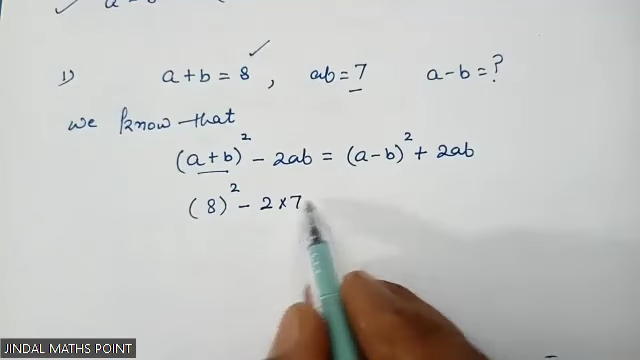 1) a+b = 8 ✓, ab = 7 a-b = ?
we know that
(a+b)² - 2ab = (a-b)² + 2ab
(8)² - 2×7
JINDAL MATHS POINT